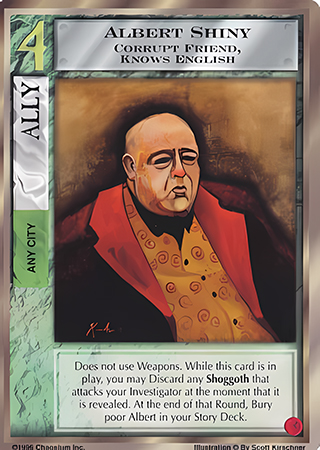 4
ALBERT SHINY
CORRUPT FRIEND,
KNOWS ENGLISH
ALLY
ANY CITY
Does not use Weapons. While this card is in
play, you may Discard any Shoggoth that
attacks your Investigator at the moment that it
is revealed. At the end of that Round, Bury
poor Albert in your Story Deck.
©1996 Chaosium Inc.
Illustration © By Scott Kirschner